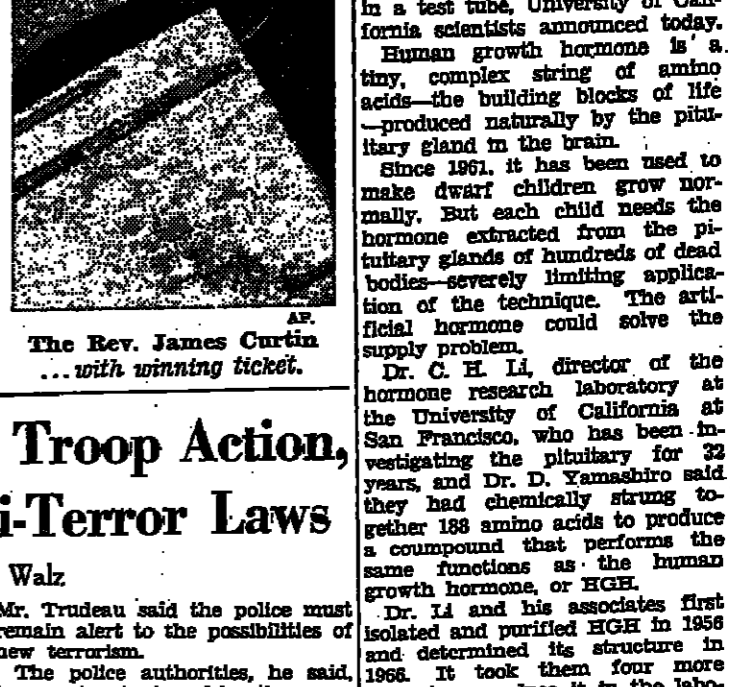 AP.
The Rev. James Curtin
...with winning ticket.
Troop Action,
i-Terror Laws
Walz
Mr. Trudeau said the police must
remain alert to the possibilities of
new terrorism.
The police authorities, he said,
in a test tube, University of Cali-
fornia scientists announced today.
Human growth hormone is a
tiny, complex string of amino
acids—the building blocks of life
—produced naturally by the pitu-
itary gland in the brain.
Since 1961, it has been used to
make dwarf children grow nor-
mally. But each child needs the
hormone extracted from the pi-
tuitary glands of hundreds of dead
bodies—severely limiting applica-
tion of the technique. The arti-
ficial hormone could solve the
supply problem.
Dr. C. H. Li, director of the
hormone research laboratory at
the University of California at
San Francisco, who has been in-
vestigating the pituitary for 32
years, and Dr. D. Yamashiro said
they had chemically strung to-
gether 188 amino acids to produce
a coumpound that performs the
same functions as the human
growth hormone, or HGH.
Dr. Li and his associates first
isolated and purified HGH in 1956
and determined its structure in
1966. It took them four more
it in the labo-